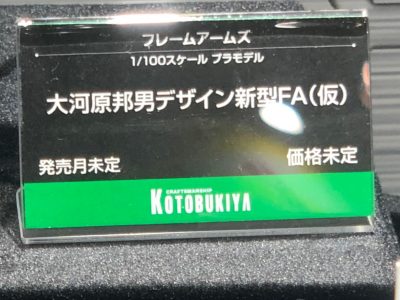 フレームアームズ
1/100スケール プラモデル
大河原邦男デザイン新型FA(仮)
発売月未定
価格未定
CRAFTSMANSHIP
KOTOBUKIYA